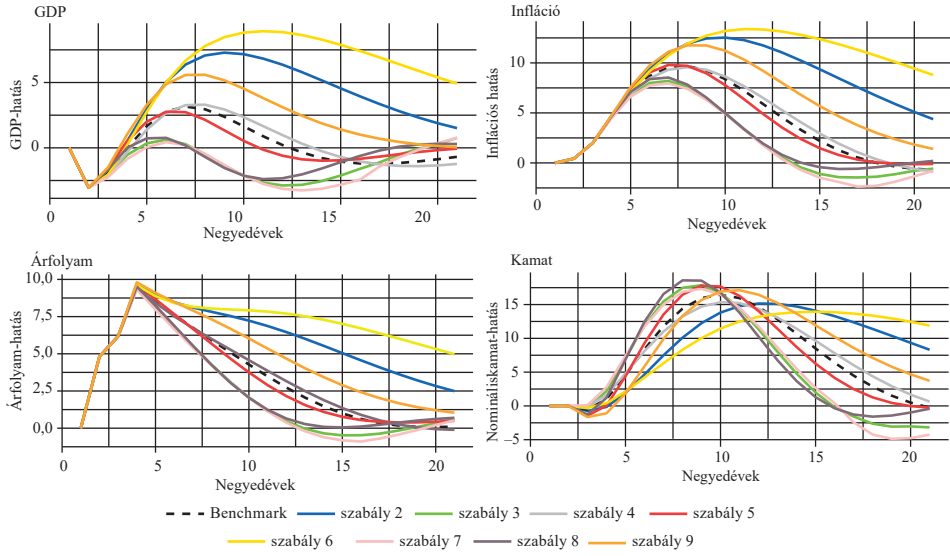 GDP
GDP-hatás
5
0
0
5
10
15
20
Negyedévek
Infláció
Inflációs hatás
10
5
0
0
5
10
15
20
Negyedévek
Árfolyam
Árfolyam-hatás
10,0
7,5
5,0
2,5
0,0
0
5
10
15
20
Negyedévek
Kamat
Nomináliskamat-hatás
15
10
5
0
−5
0
5
10
15
20
Negyedévek
Benchmark
szabály 2
szabály 3
szabály 4
szabály 5
szabály 6
szabály 7
szabály 8
szabály 9